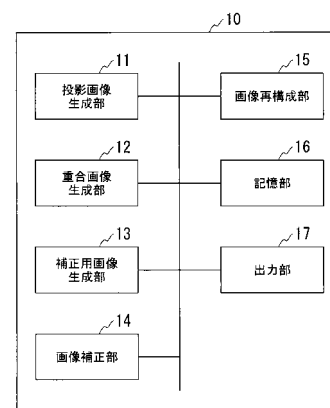 10
11
投影画像
生成部
12
重合画像
生成部
13
補正用画像
生成部
14
画像補正部
15
画像再構成部
16
記憶部
17
出力部